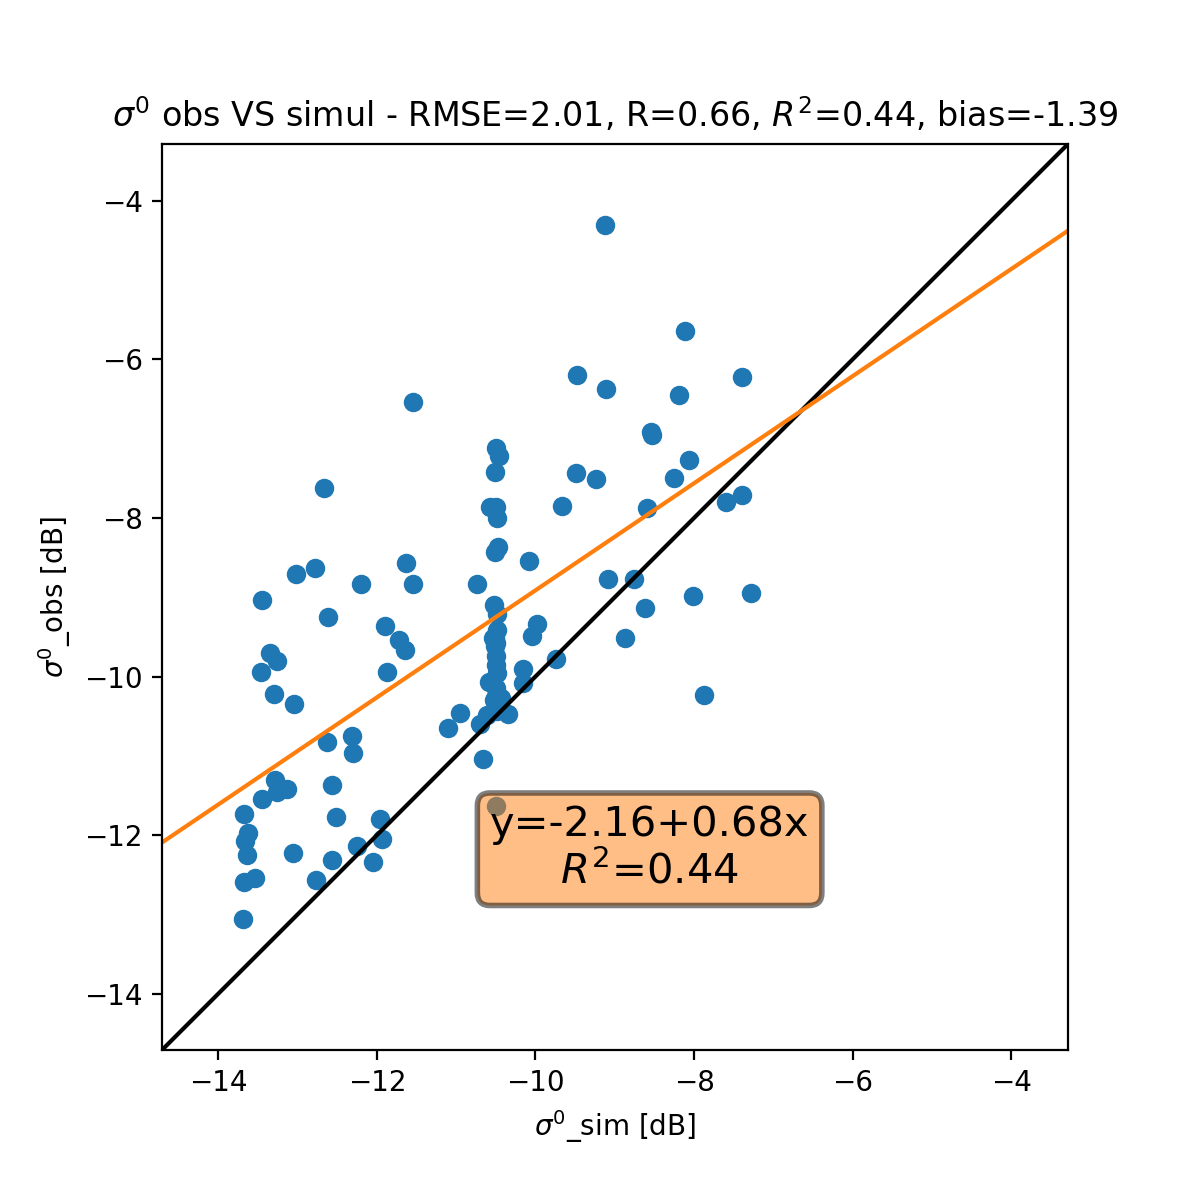 σ⁰ obs VS simul - RMSE=2.01, R=0.66, R²=0.44, bias=-1.39
−4
−6
−8
−10
−12
−14
σ⁰_obs [dB]
y=-2.16+0.68x
R²=0.44
−14 −12 −10 −8 −6 −4
σ⁰_sim [dB]